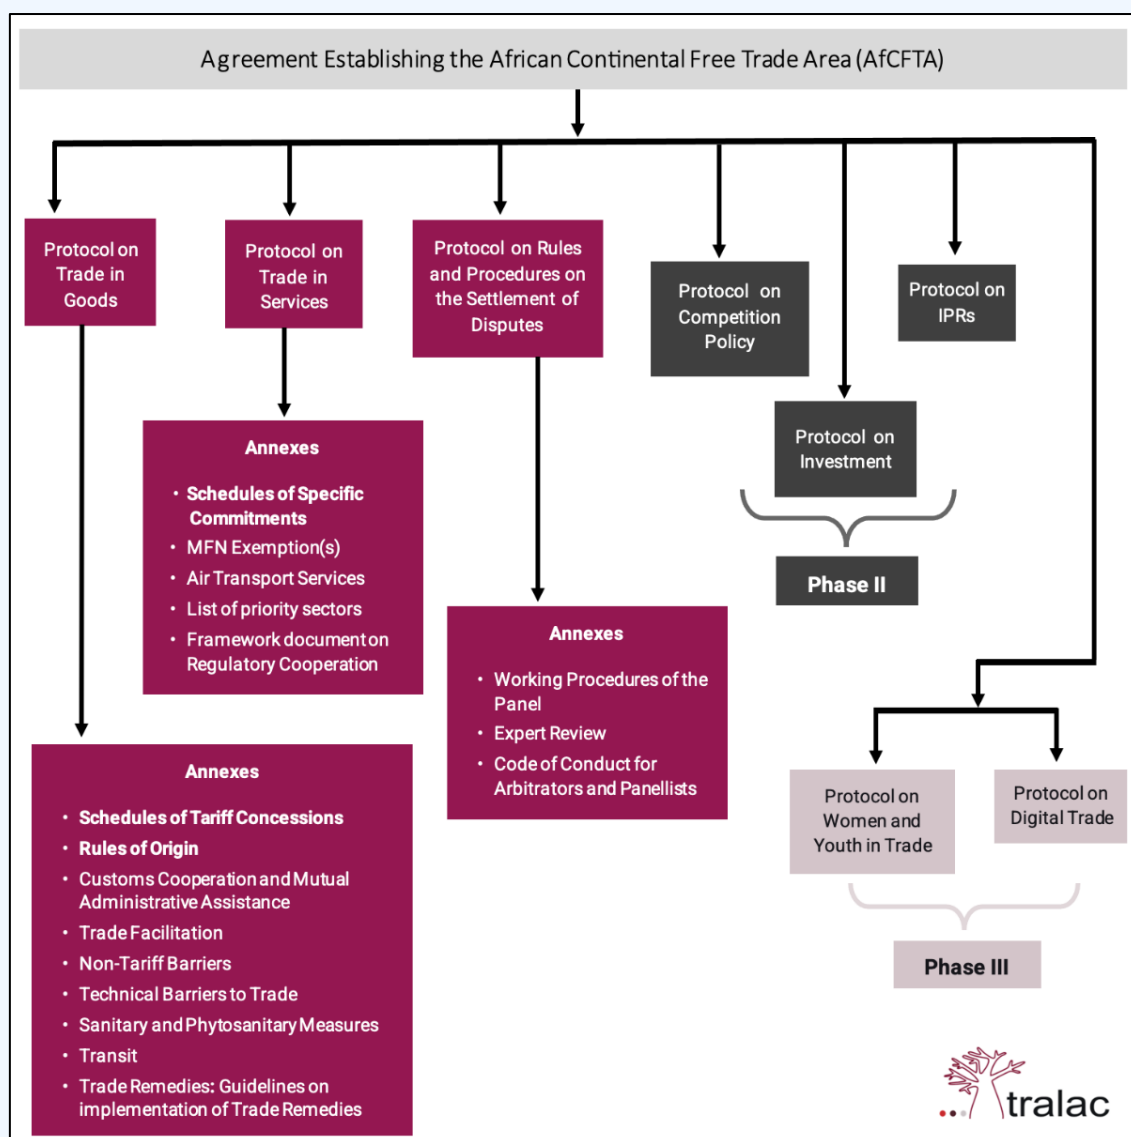 Agreement Establishing the African Continental Free Trade Area (AfCFTA)
Protocol on
Trade in
Goods
Protocol on
Trade in
Services
Protocol on Rules
and Procedures on
the Settlement of
Disputes
Protocol on
Competition
Policy
Protocol on
IPRs
Protocol on
Investment
Phase II
Annexes
• Schedules of Specific
Commitments
• MFN Exemption(s)
• Air Transport Services
• List of priority sectors
• Framework document on
Regulatory Cooperation
Annexes
• Working Procedures of the
Panel
• Expert Review
• Code of Conduct for
Arbitrators and Panellists
Annexes
• Schedules of Tariff Concessions
• Rules of Origin
• Customs Cooperation and Mutual
Administrative Assistance
• Trade Facilitation
• Non-Tariff Barriers
• Technical Barriers to Trade
• Sanitary and Phytosanitary Measures
• Transit
• Trade Remedies: Guidelines on
implementation of Trade Remedies
Protocol on
Women and
Youth in Trade
Protocol on
Digital Trade
Phase III
tralac